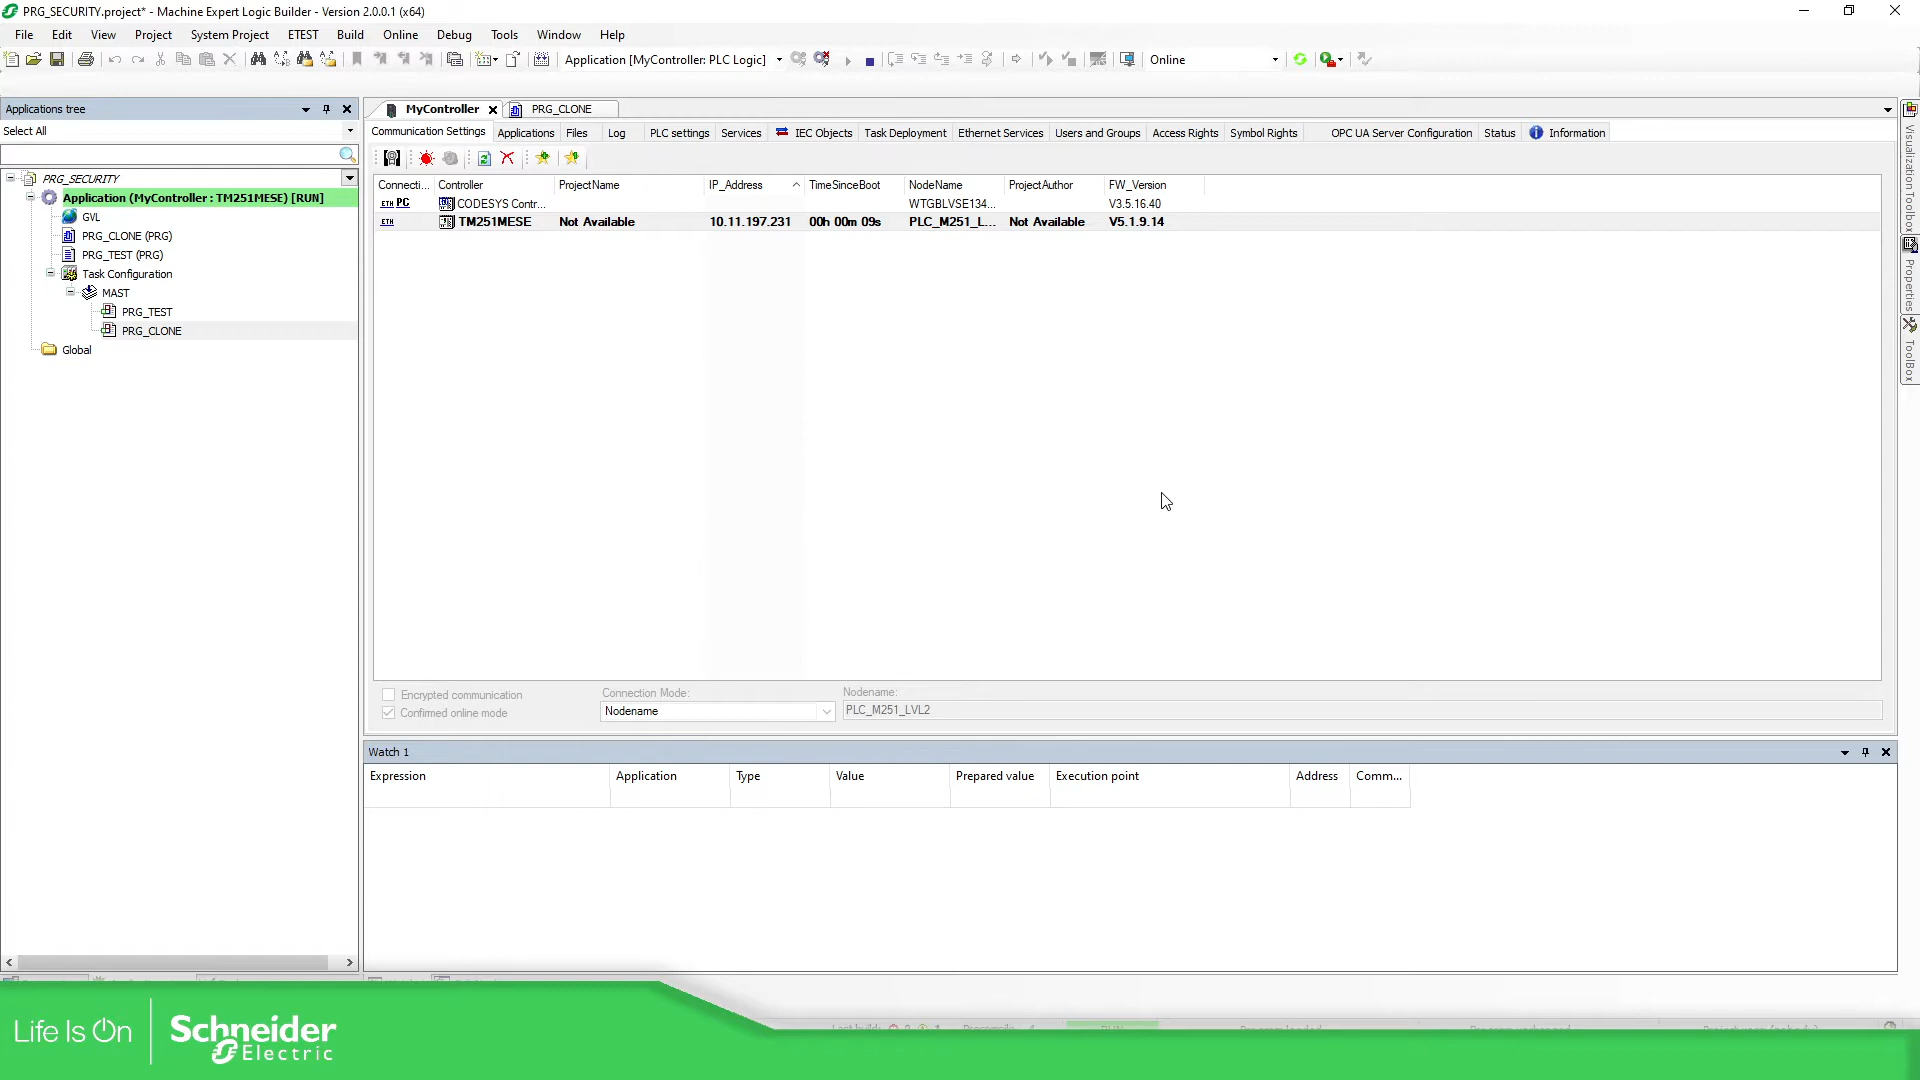 PRG_SECURITY.project* - Machine Expert Logic Builder - Version 2.0.0.1 (x64)
File Edit View Project System Project ETEST Build Online Debug Tools Window Help
Application [MyController: PLC Logic] Online
Applications tree
Select All
PRG_SECURITY
Application (MyController : TM251MESE) [RUN]
GVL
PRG_CLONE (PRG)
PRG_TEST (PRG)
Task Configuration
MAST
PRG_TEST
PRG_CLONE
Global
MyController PRG_CLONE
Communication Settings Applications Files Log PLC settings Services IEC Objects Task Deployment Ethernet Services Users and Groups Access Rights Symbol Rights OPC UA Server Configuration Status Information
Connecti... Controller ProjectName IP_Address TimeSinceBoot NodeName ProjectAuthor FW_Version
ETH PC CODESYS Contr... WTGBLVSE134... V3.5.16.40
ETH TM251MESE Not Available 10.11.197.231 00h 00m 09s PLC_M251_L... Not Available V5.1.9.14
Encrypted communication
Confirmed online mode
Connection Mode:
Nodename
Nodename:
PLC_M251_LVL2
Watch 1
Expression Application Type Value Prepared value Execution point Address Comm...
Visualization Toolbox
Properties
ToolBox
Life Is On
Schneider
Electric